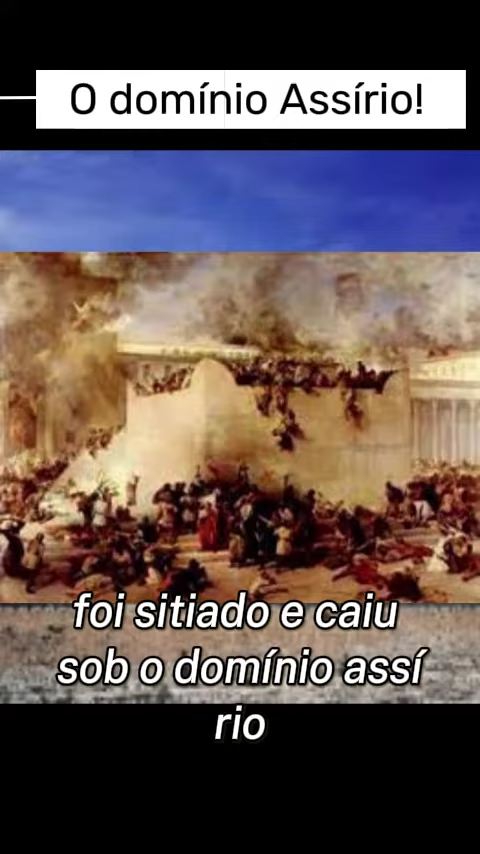 O domínio Assírio!
foi sitiado e caiu
sob o domínio assí
rio